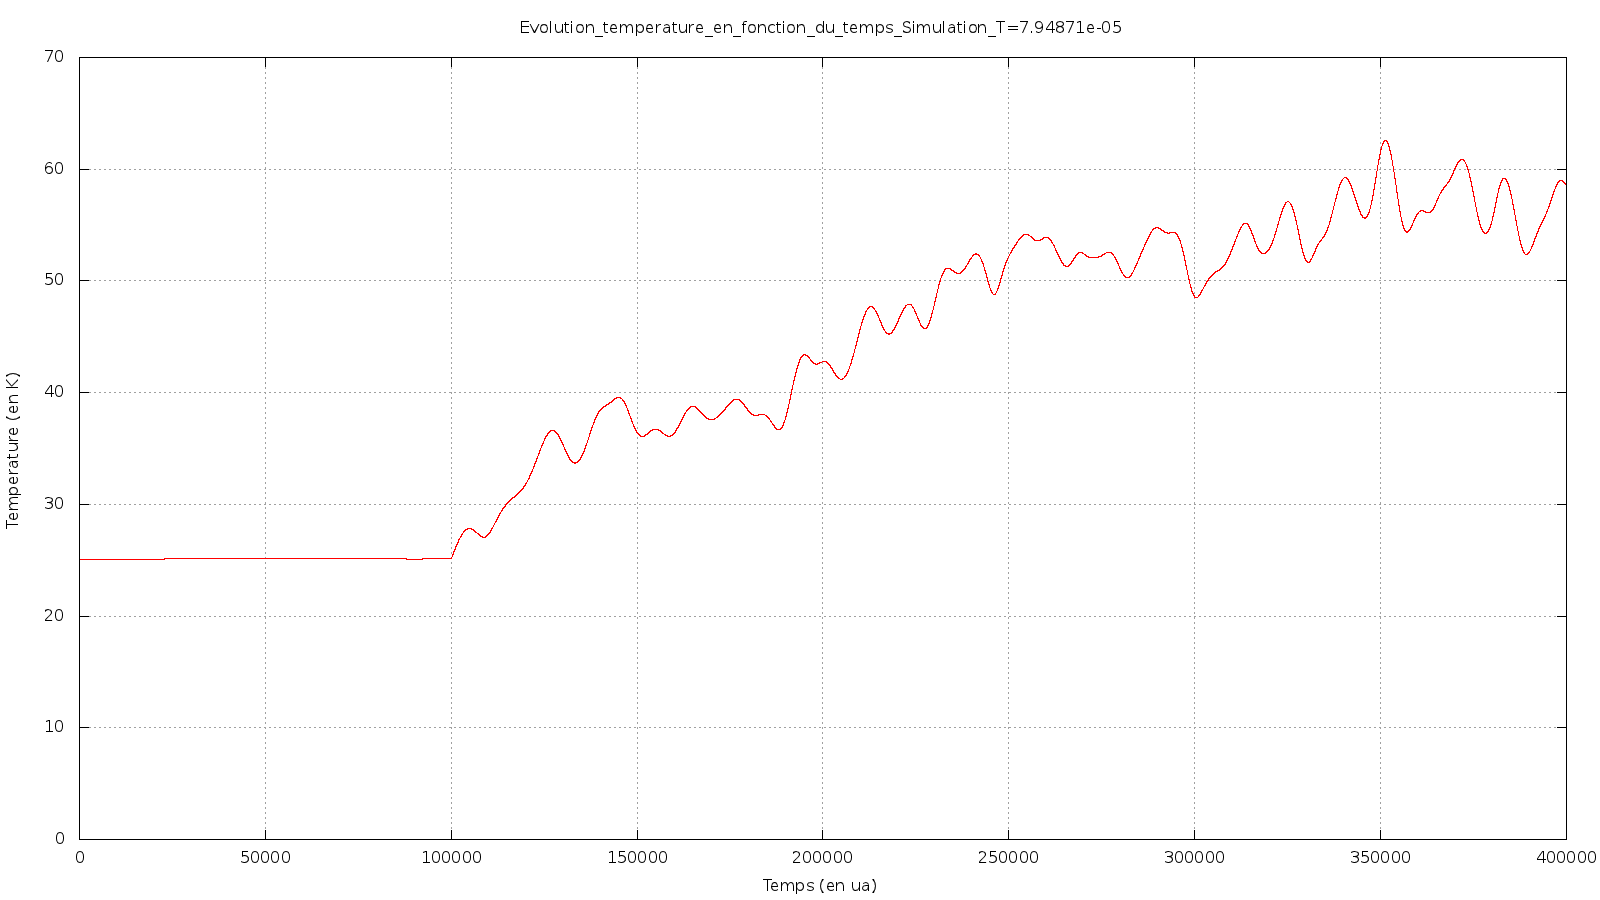 Evolution_temperature_en_fonction_du_temps_Simulation_T=7.94871e-05
70
60
50
40
30
20
10
0
Temperature (en K)
0 50000 100000 150000 200000 250000 300000 350000 400000
Temps (en ua)